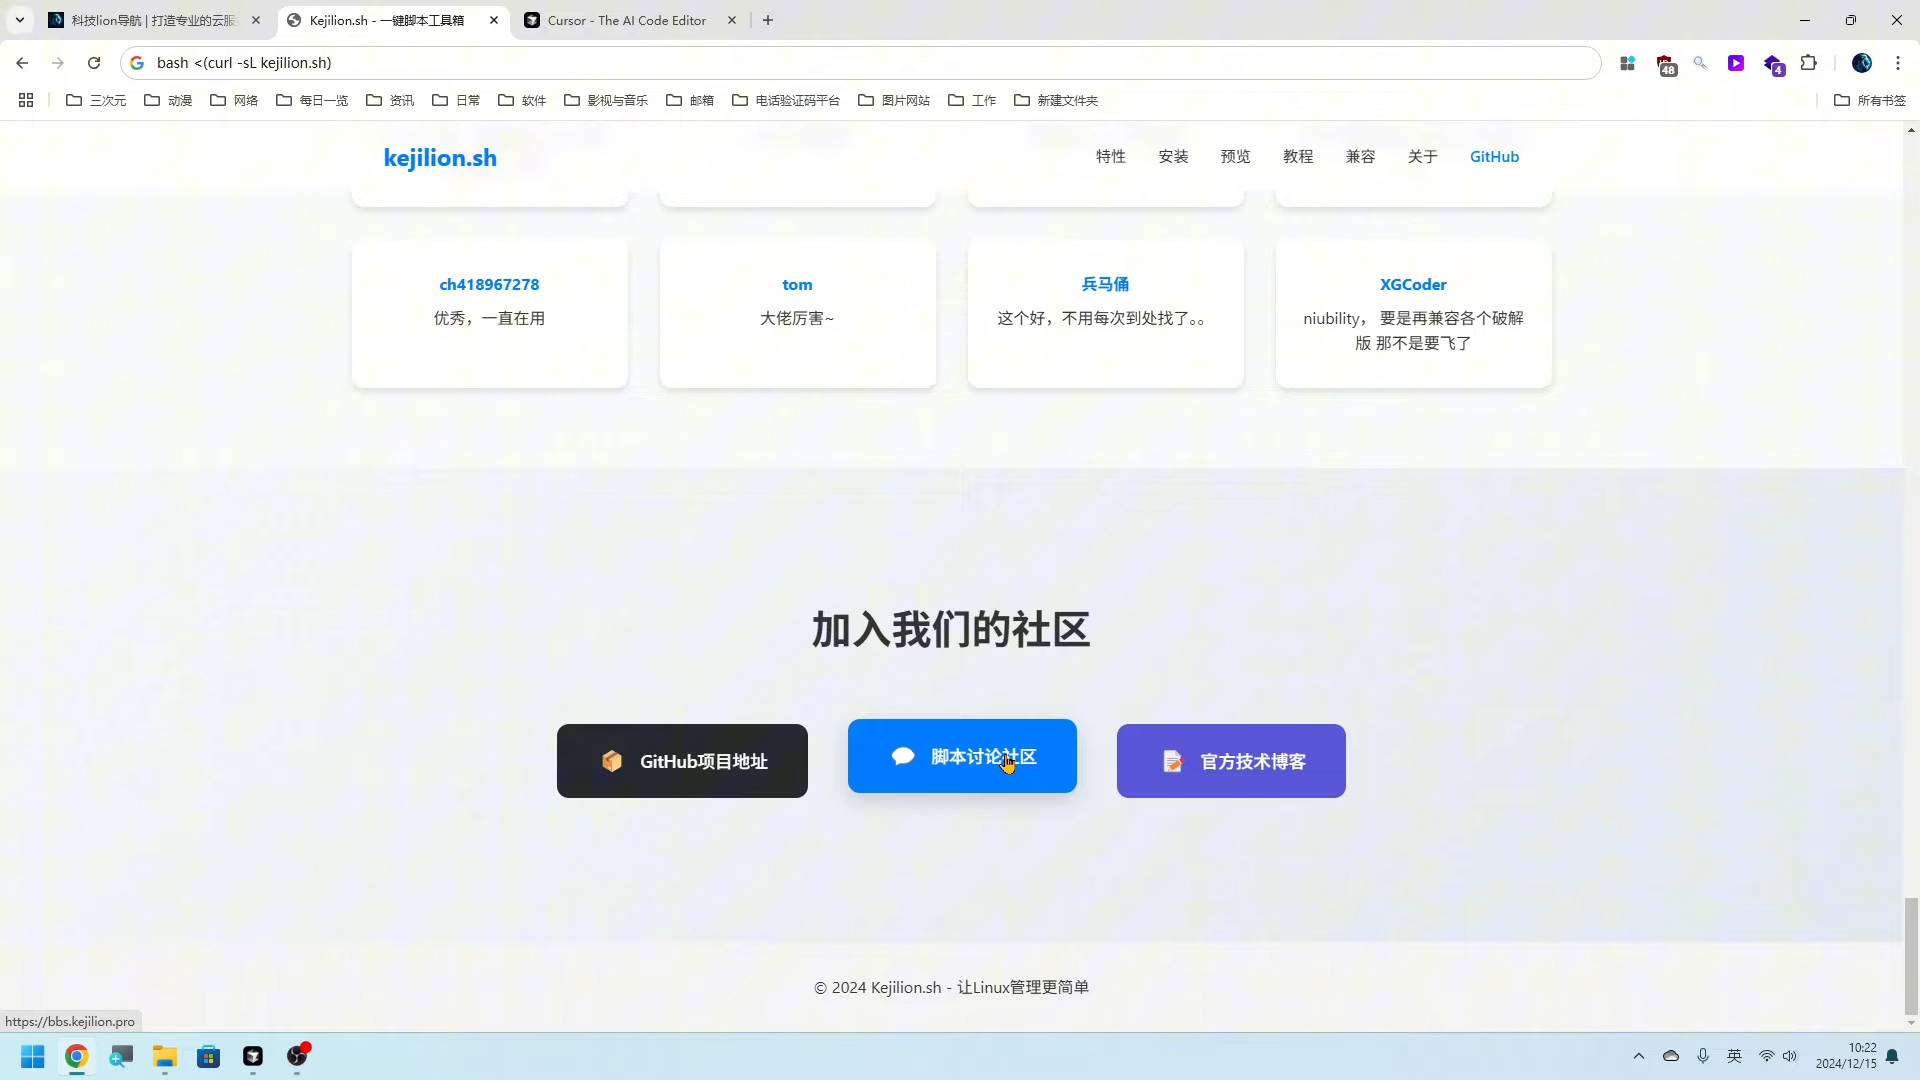 科技lion导航 | 打造专业的云服
Kejilion.sh - 一键脚本工具箱
Cursor - The AI Code Editor
bash <(curl -sL kejilion.sh)
48
4
三次元
动漫
网络
每日一览
资讯
日常
软件
影视与音乐
邮箱
电话验证码平台
图片网站
工作
新建文件夹
所有书签
kejilion.sh
特性
安装
预览
教程
兼容
关于
GitHub
ch418967278
优秀，一直在用
tom
大佬厉害~
兵马俑
这个好，不用每次到处找了。。
XGCoder
niubility， 要是再兼容各个破解
版 那不是要飞了
加入我们的社区
GitHub项目地址
脚本讨论社区
官方技术博客
© 2024 Kejilion.sh - 让Linux管理更简单
https://bbs.kejilion.pro
英
10:22
2024/12/15